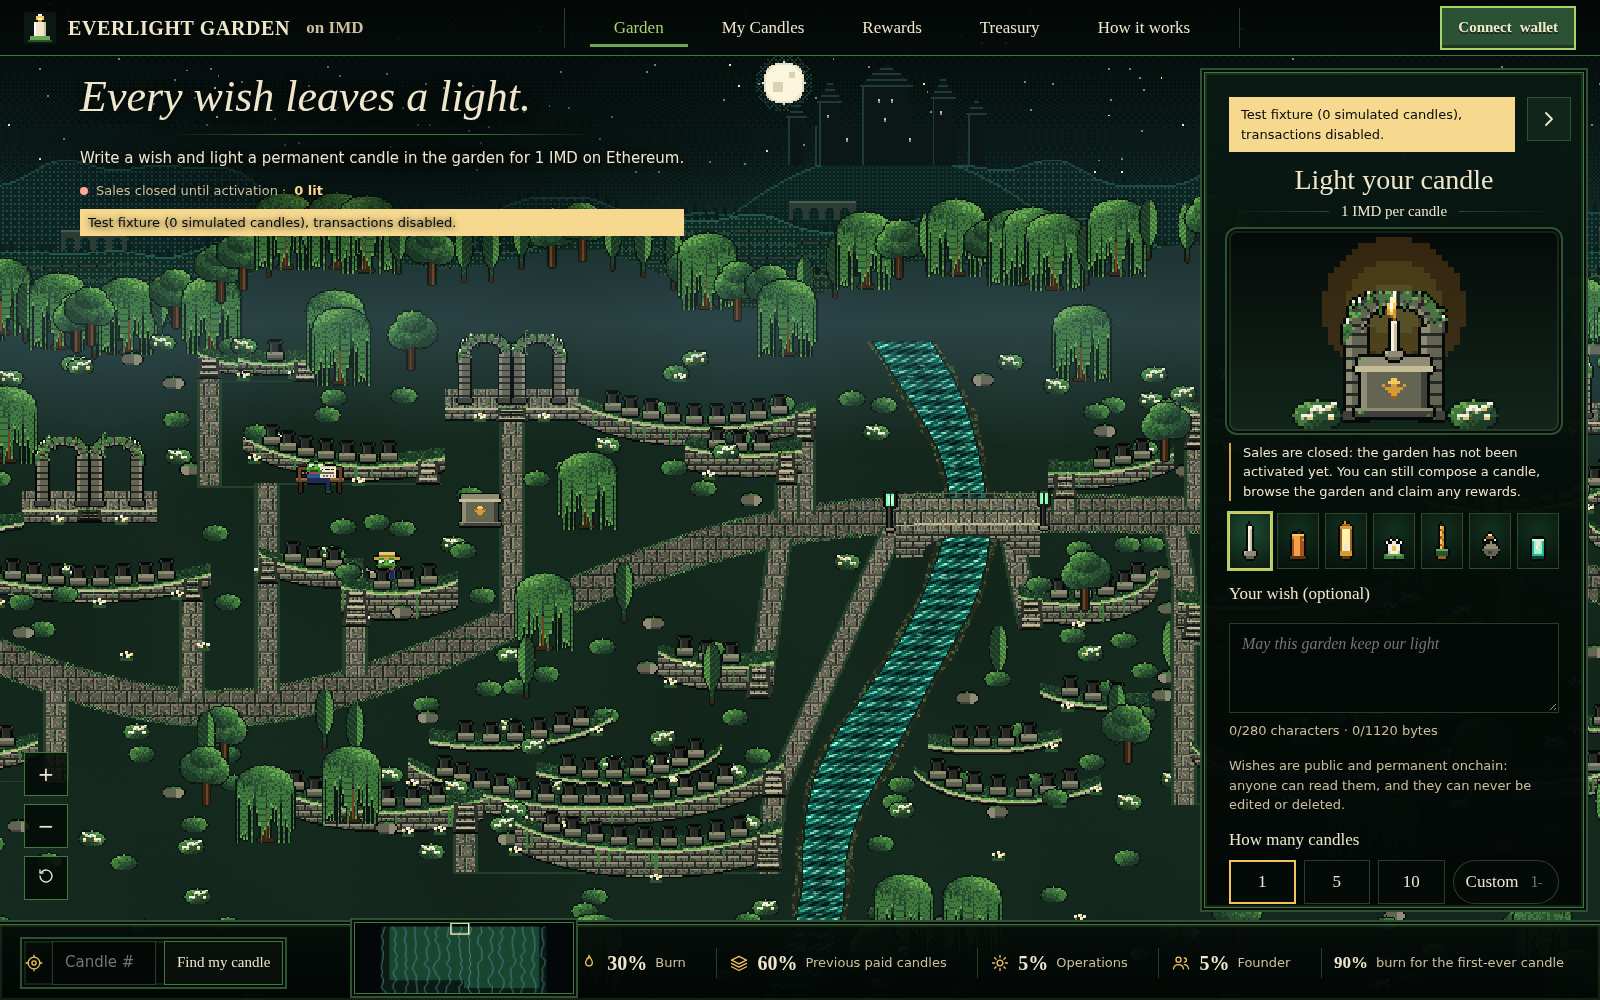 EVERLIGHT GARDEN on IMD
Garden
My Candles
Rewards
Treasury
How it works
Connect wallet
Every wish leaves a light.
Write a wish and light a permanent candle in the garden for 1 IMD on Ethereum.
Sales closed until activation · 0 lit
Test fixture (0 simulated candles), transactions disabled.
Test fixture (0 simulated candles),
transactions disabled.
Light your candle
1 IMD per candle
Sales are closed: the garden has not been
activated yet. You can still compose a candle,
browse the garden and claim any rewards.
Your wish (optional)
May this garden keep our light
0/280 characters · 0/1120 bytes
Wishes are public and permanent onchain:
anyone can read them, and they can never be
edited or deleted.
How many candles
1
5
10
Custom 1-
Candle #
Find my candle
30% Burn
60% Previous paid candles
5% Operations
5% Founder
90% burn for the first-ever candle